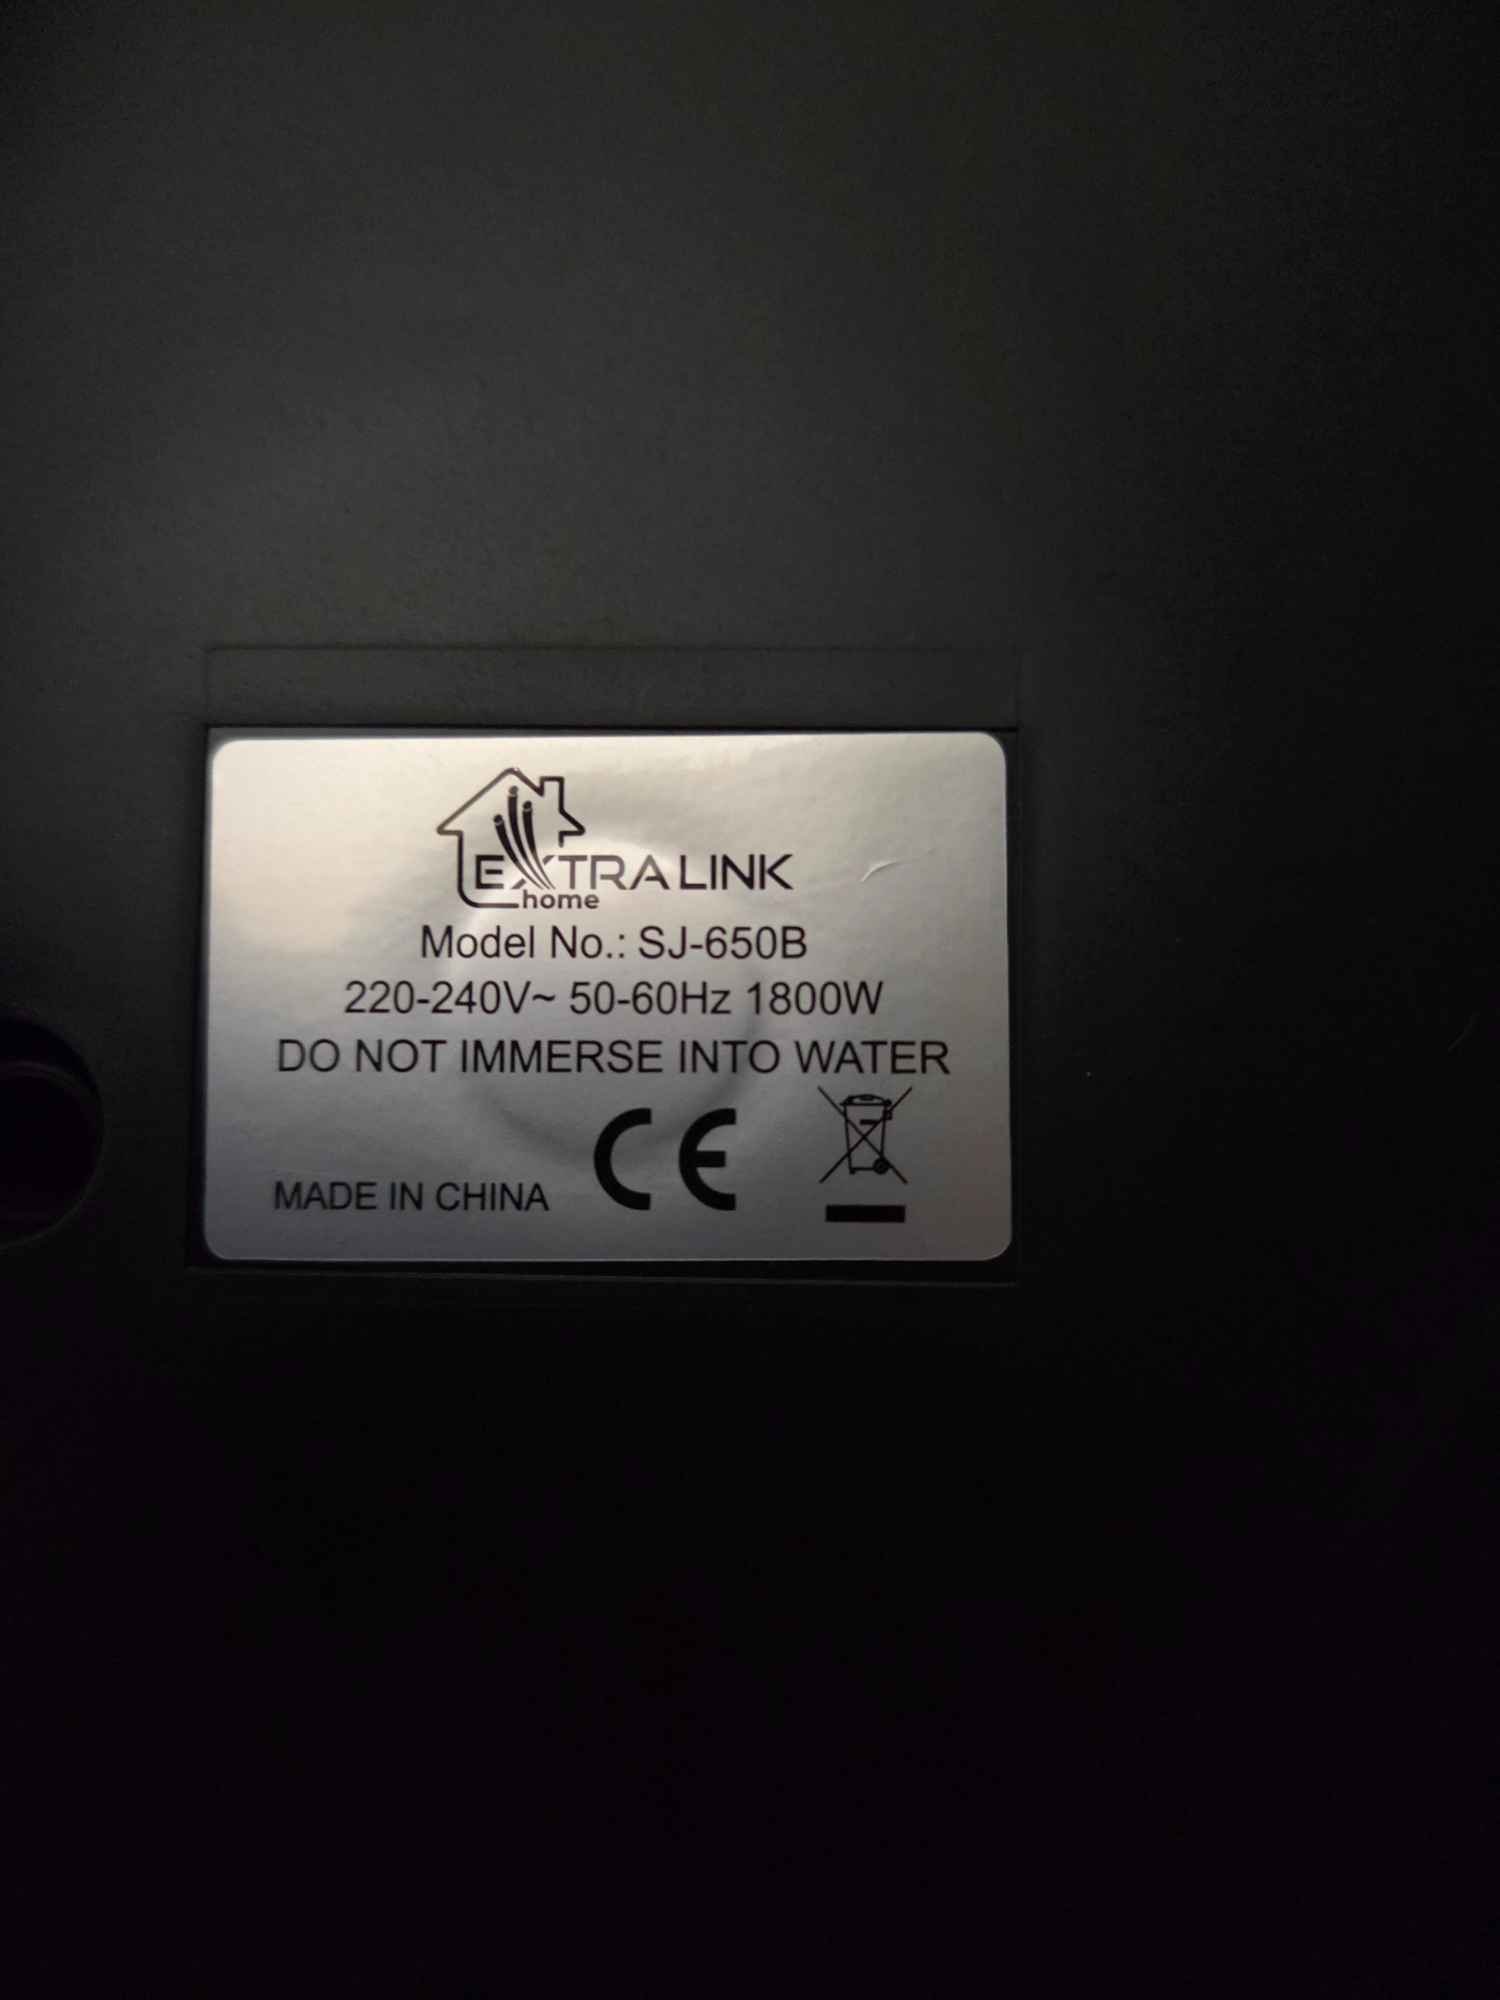 EXTRALINK
home
Model No.: SJ-650B
220-240V~ 50-60Hz 1800W
DO NOT IMMERSE INTO WATER
MADE IN CHINA CE